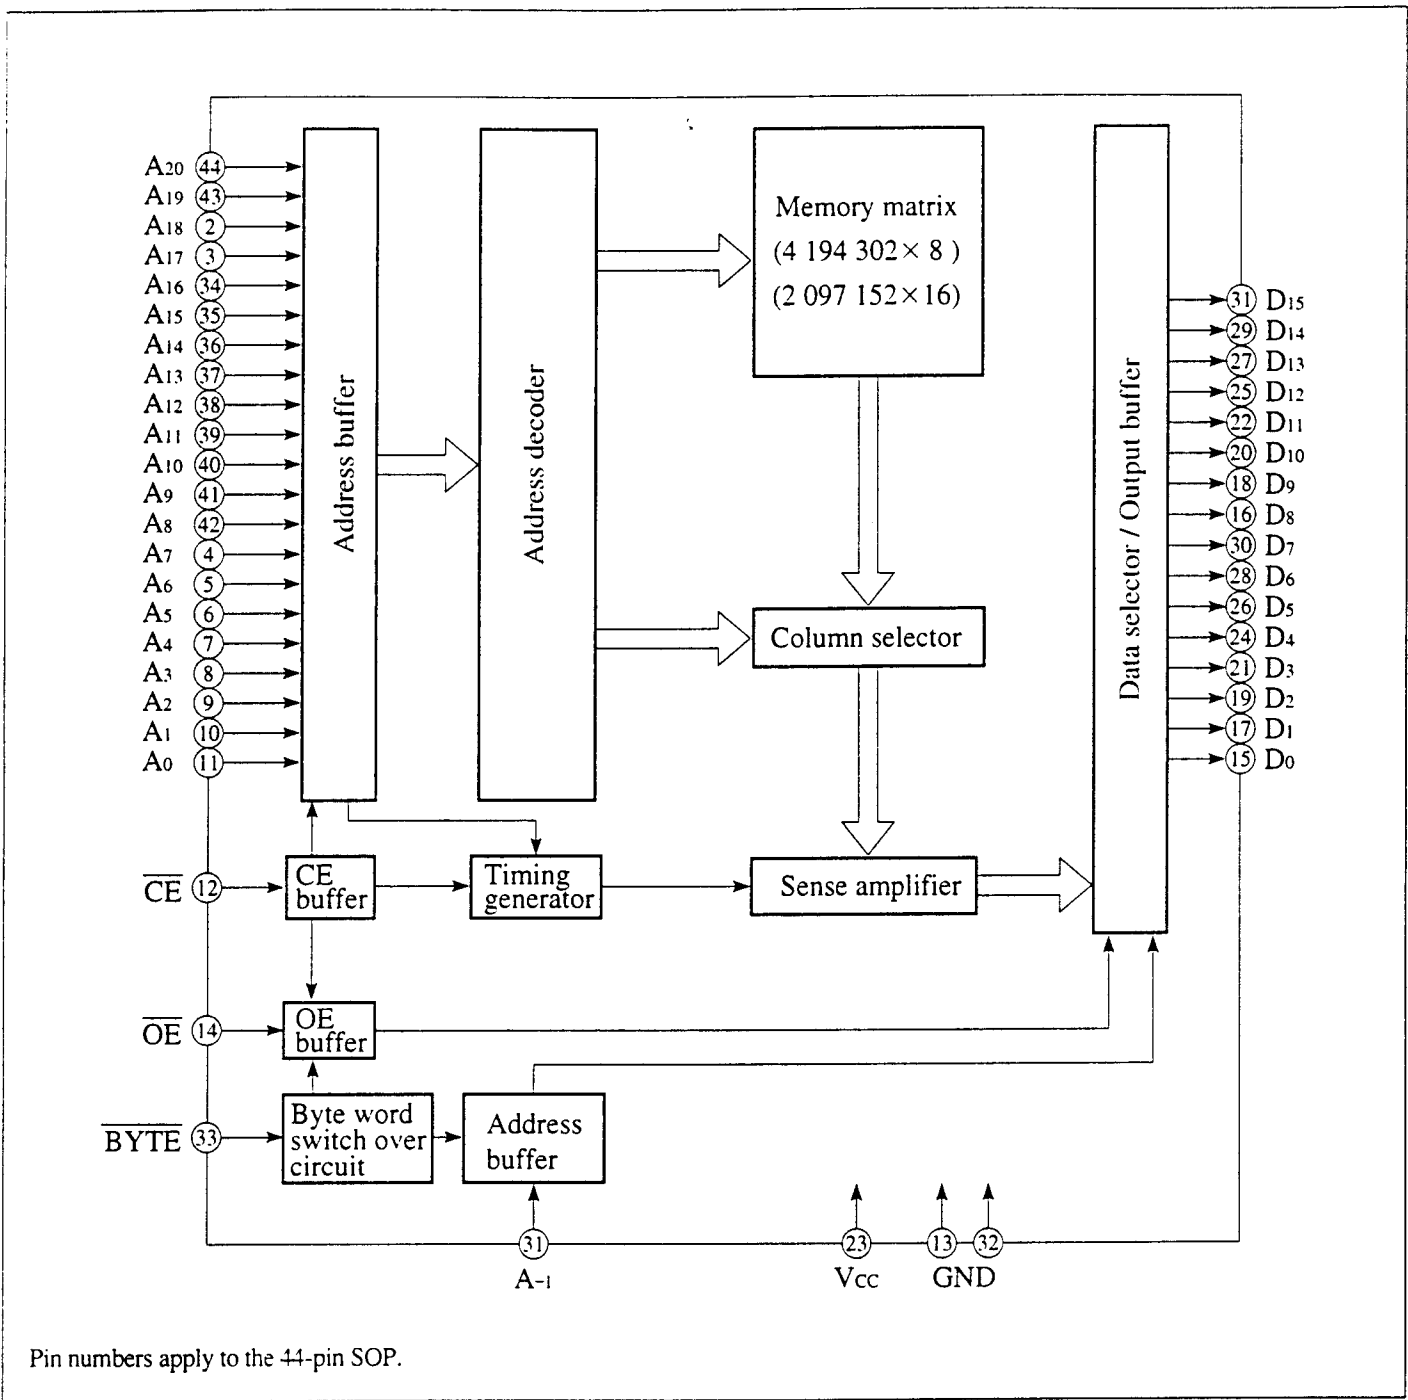 A20 44
A19 43
A18 2
A17 3
A16 34
A15 35
A14 36
A13 37
A12 38
A11 39
A10 40
A9 41
A8 42
A7 4
A6 5
A5 6
A4 7
A3 8
A2 9
A1 10
A0 11
CE 12
OE 14
BYTE 33
Address buffer
Address decoder
Memory matrix
(4 194 302 × 8 )
(2 097 152 × 16)
Column selector
Sense amplifier
Data selector / Output buffer
CE
buffer
Timing
generator
OE
buffer
Byte word
switch over
circuit
Address
buffer
31 D15
29 D14
27 D13
25 D12
22 D11
20 D10
18 D9
16 D8
30 D7
28 D6
26 D5
24 D4
21 D3
19 D2
17 D1
15 D0
31
A-1
23
VCC
13 32
GND
Pin numbers apply to the 44-pin SOP.